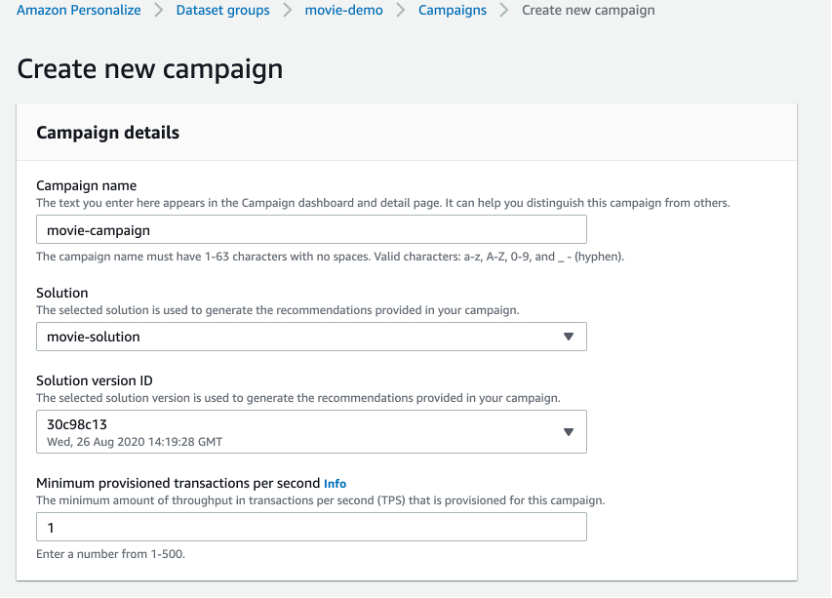 Amazon Personalize > Dataset groups > movie-demo > Campaigns > Create new campaign
Create new campaign
Campaign details
Campaign name
The text you enter here appears in the Campaign dashboard and detail page. It can help you distinguish this campaign from others.
movie-campaign
The campaign name must have 1-63 characters with no spaces. Valid characters: a-z, A-Z, 0-9, and _ - (hyphen).
Solution
The selected solution is used to generate the recommendations provided in your campaign.
movie-solution
Solution version ID
The selected solution version is used to generate the recommendations provided in your campaign.
30c98c13
Wed, 26 Aug 2020 14:19:28 GMT
Minimum provisioned transactions per second Info
The minimum amount of throughput in transactions per second (TPS) that is provisioned for this campaign.
1
Enter a number from 1-500.